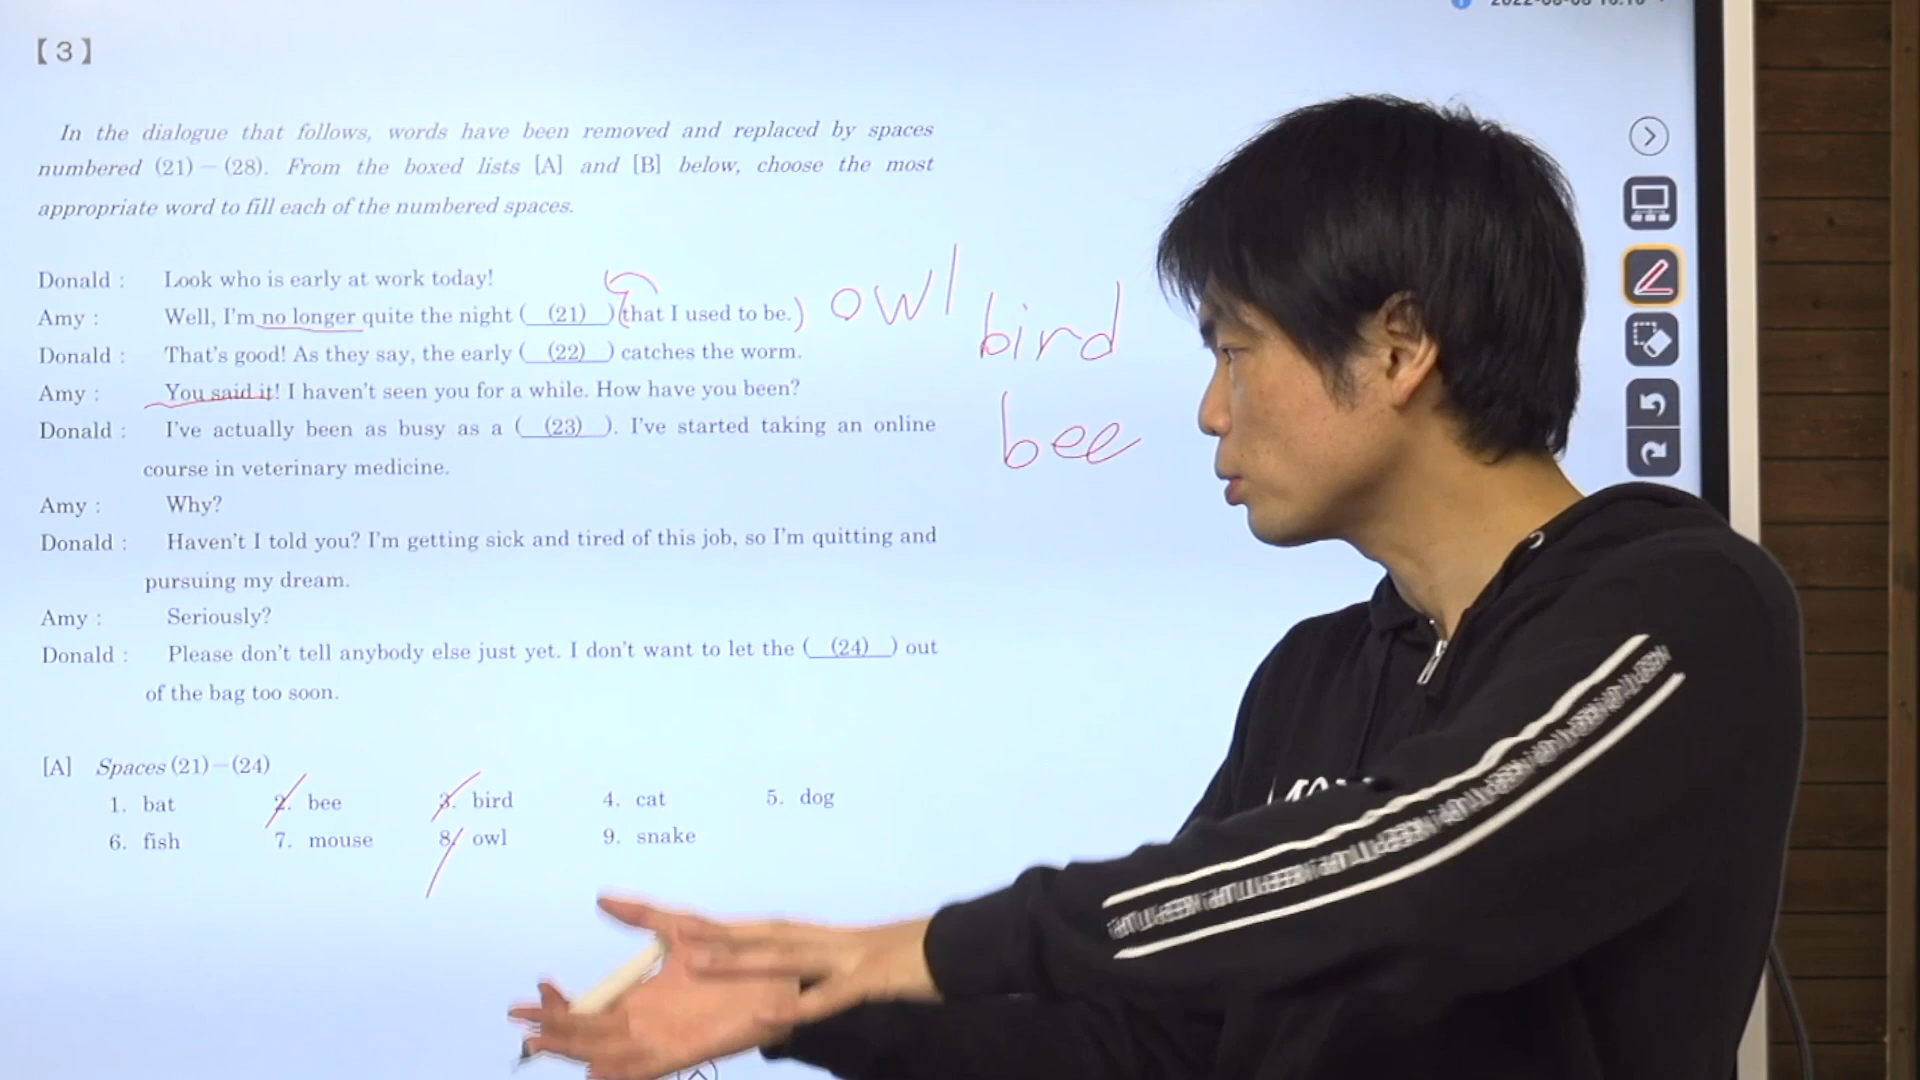 【3】
In the dialogue that follows, words have been removed and replaced by spaces
numbered (21)－(28). From the boxed lists [A] and [B] below, choose the most
appropriate word to fill each of the numbered spaces.
Donald : Look who is early at work today!
Amy : Well, I'm no longer quite the night ( (21) ) (that I used to be.) owl
Donald : That's good! As they say, the early ( (22) ) catches the worm. bird
Amy : You said it! I haven't seen you for a while. How have you been?
Donald : I've actually been as busy as a ( (23) ). I've started taking an online bee
course in veterinary medicine.
Amy : Why?
Donald : Haven't I told you? I'm getting sick and tired of this job, so I'm quitting and
pursuing my dream.
Amy : Seriously?
Donald : Please don't tell anybody else just yet. I don't want to let the ( (24) ) out
of the bag too soon.
[A] Spaces (21)－(24)
1. bat 2. bee 3. bird 4. cat 5. dog
6. fish 7. mouse 8. owl 9. snake